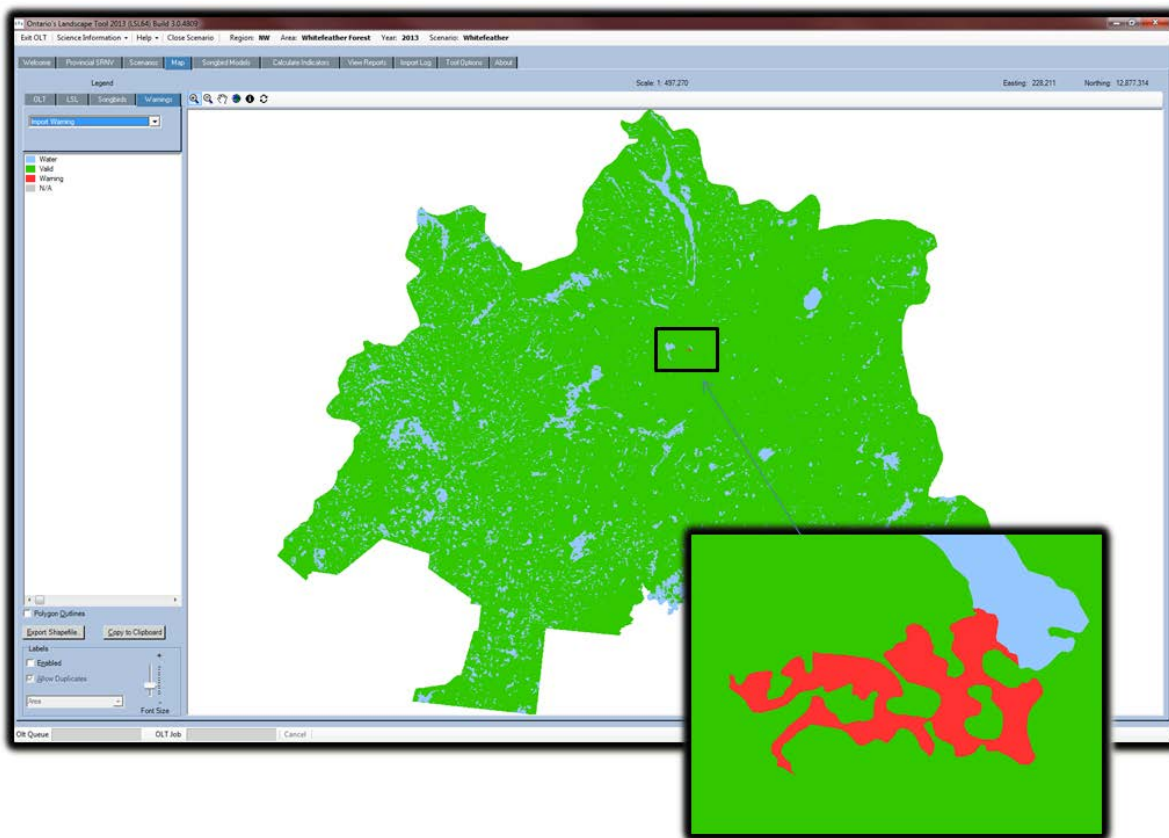 Ontario's Landscape Tool 2013 (LSL64) Build 3.0.4809
Exit OLT Science Information Help Close Scenario Region: NW Area: Whitefeather Forest Year: 2013 Scenario: Whitefeather
Welcome Provincial SRNV Scenarios Map Songbird Models Calculate Indicators View Reports Import Log Tool Options About
Legend Scale: 1: 497,270 Easting: 228,211 Northing: 12,877,314
OLT LSL Songbirds Warnings
Import Warning
Water
Valid
Warning
N/A
Polygon Outlines
Export Shapefile Copy to Clipboard
Labels
Enabled
Allow Duplicates
Area
Font Size
Olt Queue OLT Job Cancel